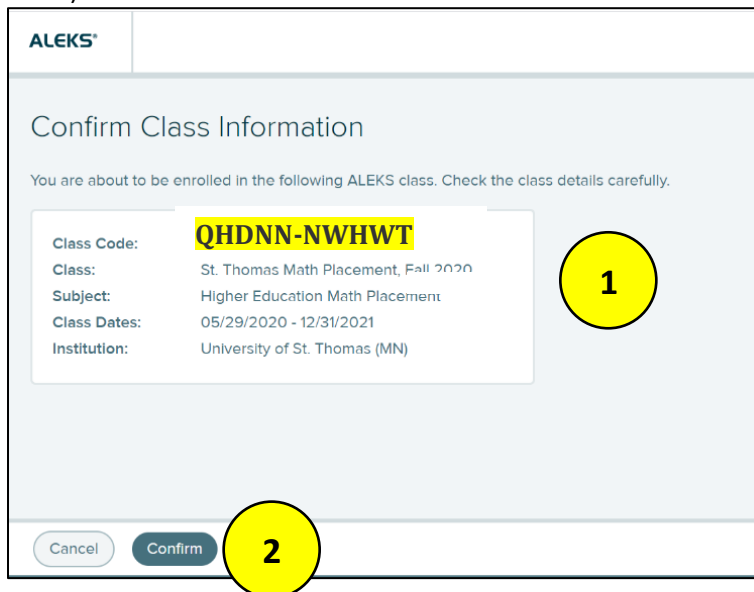 ALEKS®
Confirm Class Information
You are about to be enrolled in the following ALEKS class. Check the class details carefully.
Class Code: QHDNN-NWHWT
Class: St. Thomas Math Placement, Fall 2020
Subject: Higher Education Math Placement
Class Dates: 05/29/2020 - 12/31/2021
Institution: University of St. Thomas (MN)
1
Cancel Confirm 2